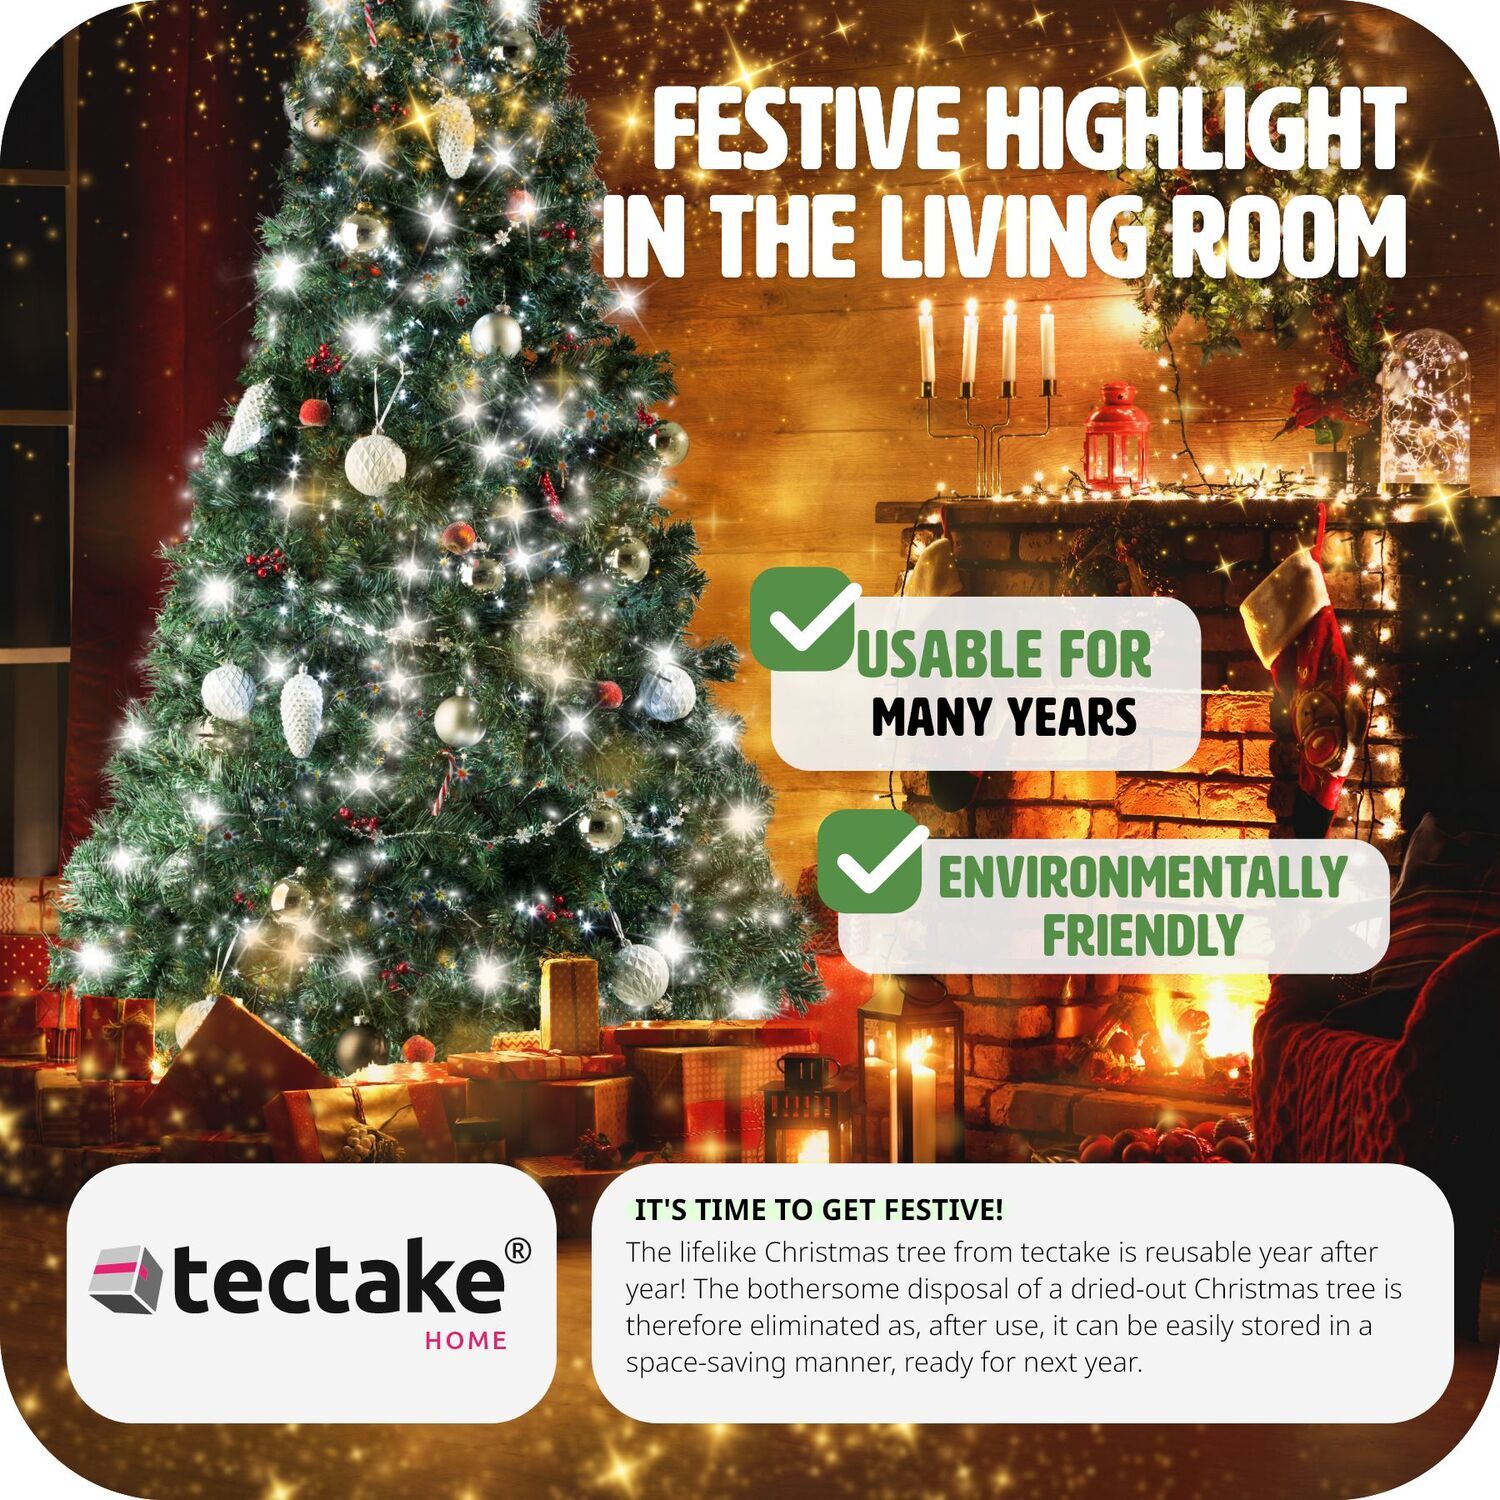 FESTIVE HIGHLIGHT
IN THE LIVING ROOM
USABLE FOR
MANY YEARS
ENVIRONMENTALLY
FRIENDLY
tectake®
HOME
IT'S TIME TO GET FESTIVE!
The lifelike Christmas tree from tectake is reusable year after
year! The bothersome disposal of a dried-out Christmas tree is
therefore eliminated as, after use, it can be easily stored in a
space-saving manner, ready for next year.